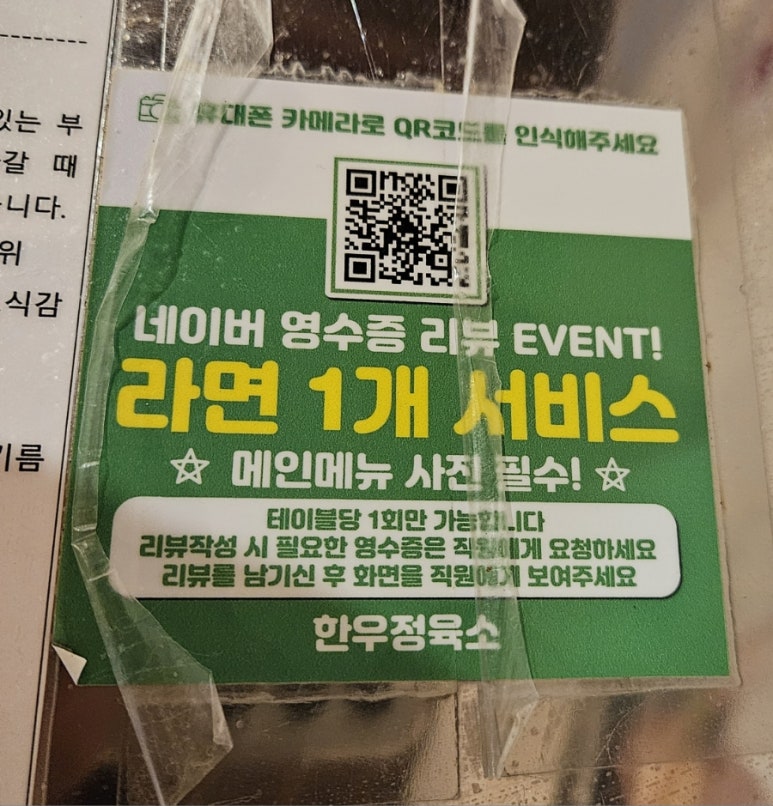 있는 부
갈 때
니다.
위
식감
기름
휴대폰 카메라로 QR코드를 인식해주세요
네이버 영수증 리뷰 EVENT!
라면 1개 서비스
☆ 메인메뉴 사진 필수! ☆
테이블당 1회만 가능합니다
리뷰작성 시 필요한 영수증은 직원에게 요청하세요
리뷰를 남기신 후 화면을 직원에게 보여주세요
한우정육소